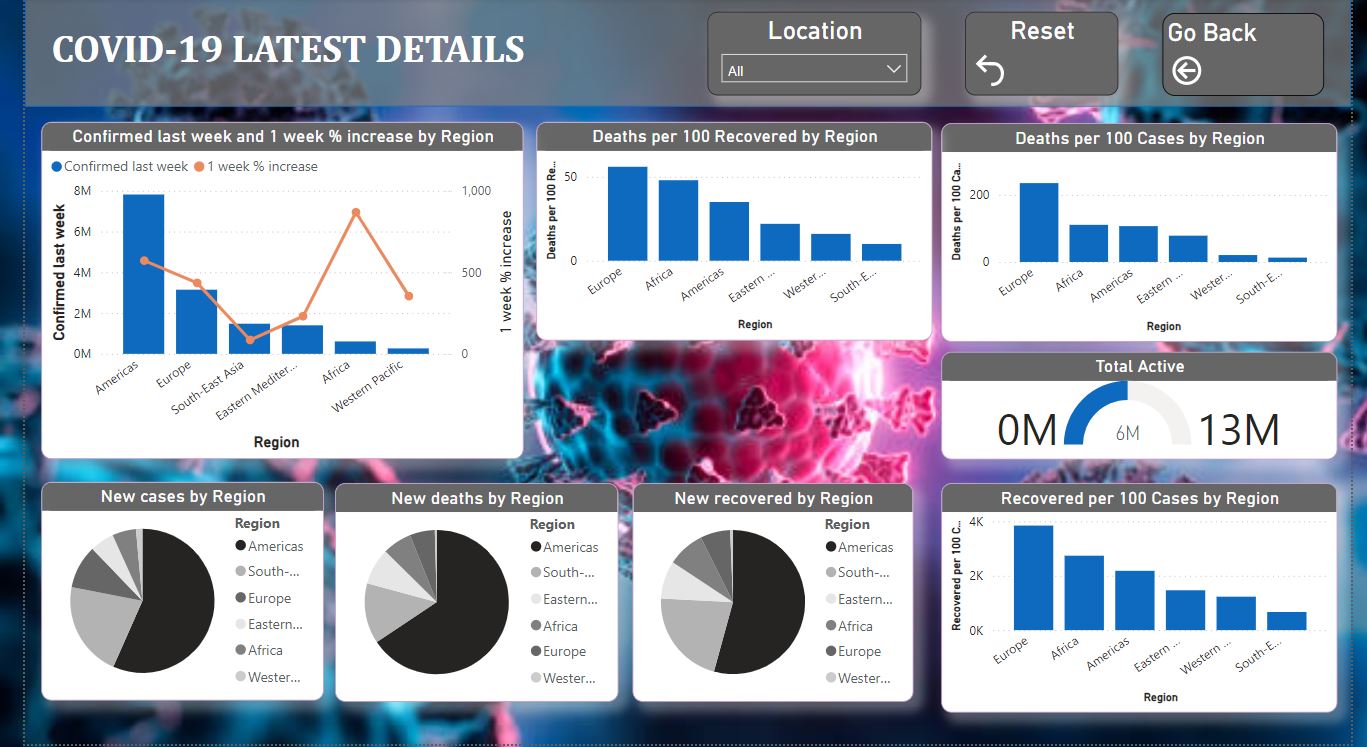 COVID-19 LATEST DETAILS
Location
All
Reset
Go Back
Confirmed last week and 1 week % increase by Region
Confirmed last week
1 week % increase
Confirmed last week
8M
6M
4M
2M
0M
1,000
500
0
1 week % increase
Americas
Europe
South-East Asia
Eastern Mediter...
Africa
Western Pacific
Region
Deaths per 100 Recovered by Region
Deaths per 100 Re...
50
0
Europe
Africa
Americas
Eastern ...
Wester...
South-E...
Region
Deaths per 100 Cases by Region
Deaths per 100 Ca...
200
0
Europe
Africa
Americas
Eastern ...
Wester...
South-E...
Region
Total Active
0M
6M
13M
New cases by Region
Region
Americas
South-...
Europe
Eastern...
Africa
Wester...
New deaths by Region
Region
Americas
South-...
Eastern...
Africa
Europe
Wester...
New recovered by Region
Region
Americas
South-...
Eastern...
Africa
Europe
Wester...
Recovered per 100 Cases by Region
Recovered per 100 C...
4K
2K
0K
Europe
Africa
Americas
Eastern ...
Western ...
South-E...
Region